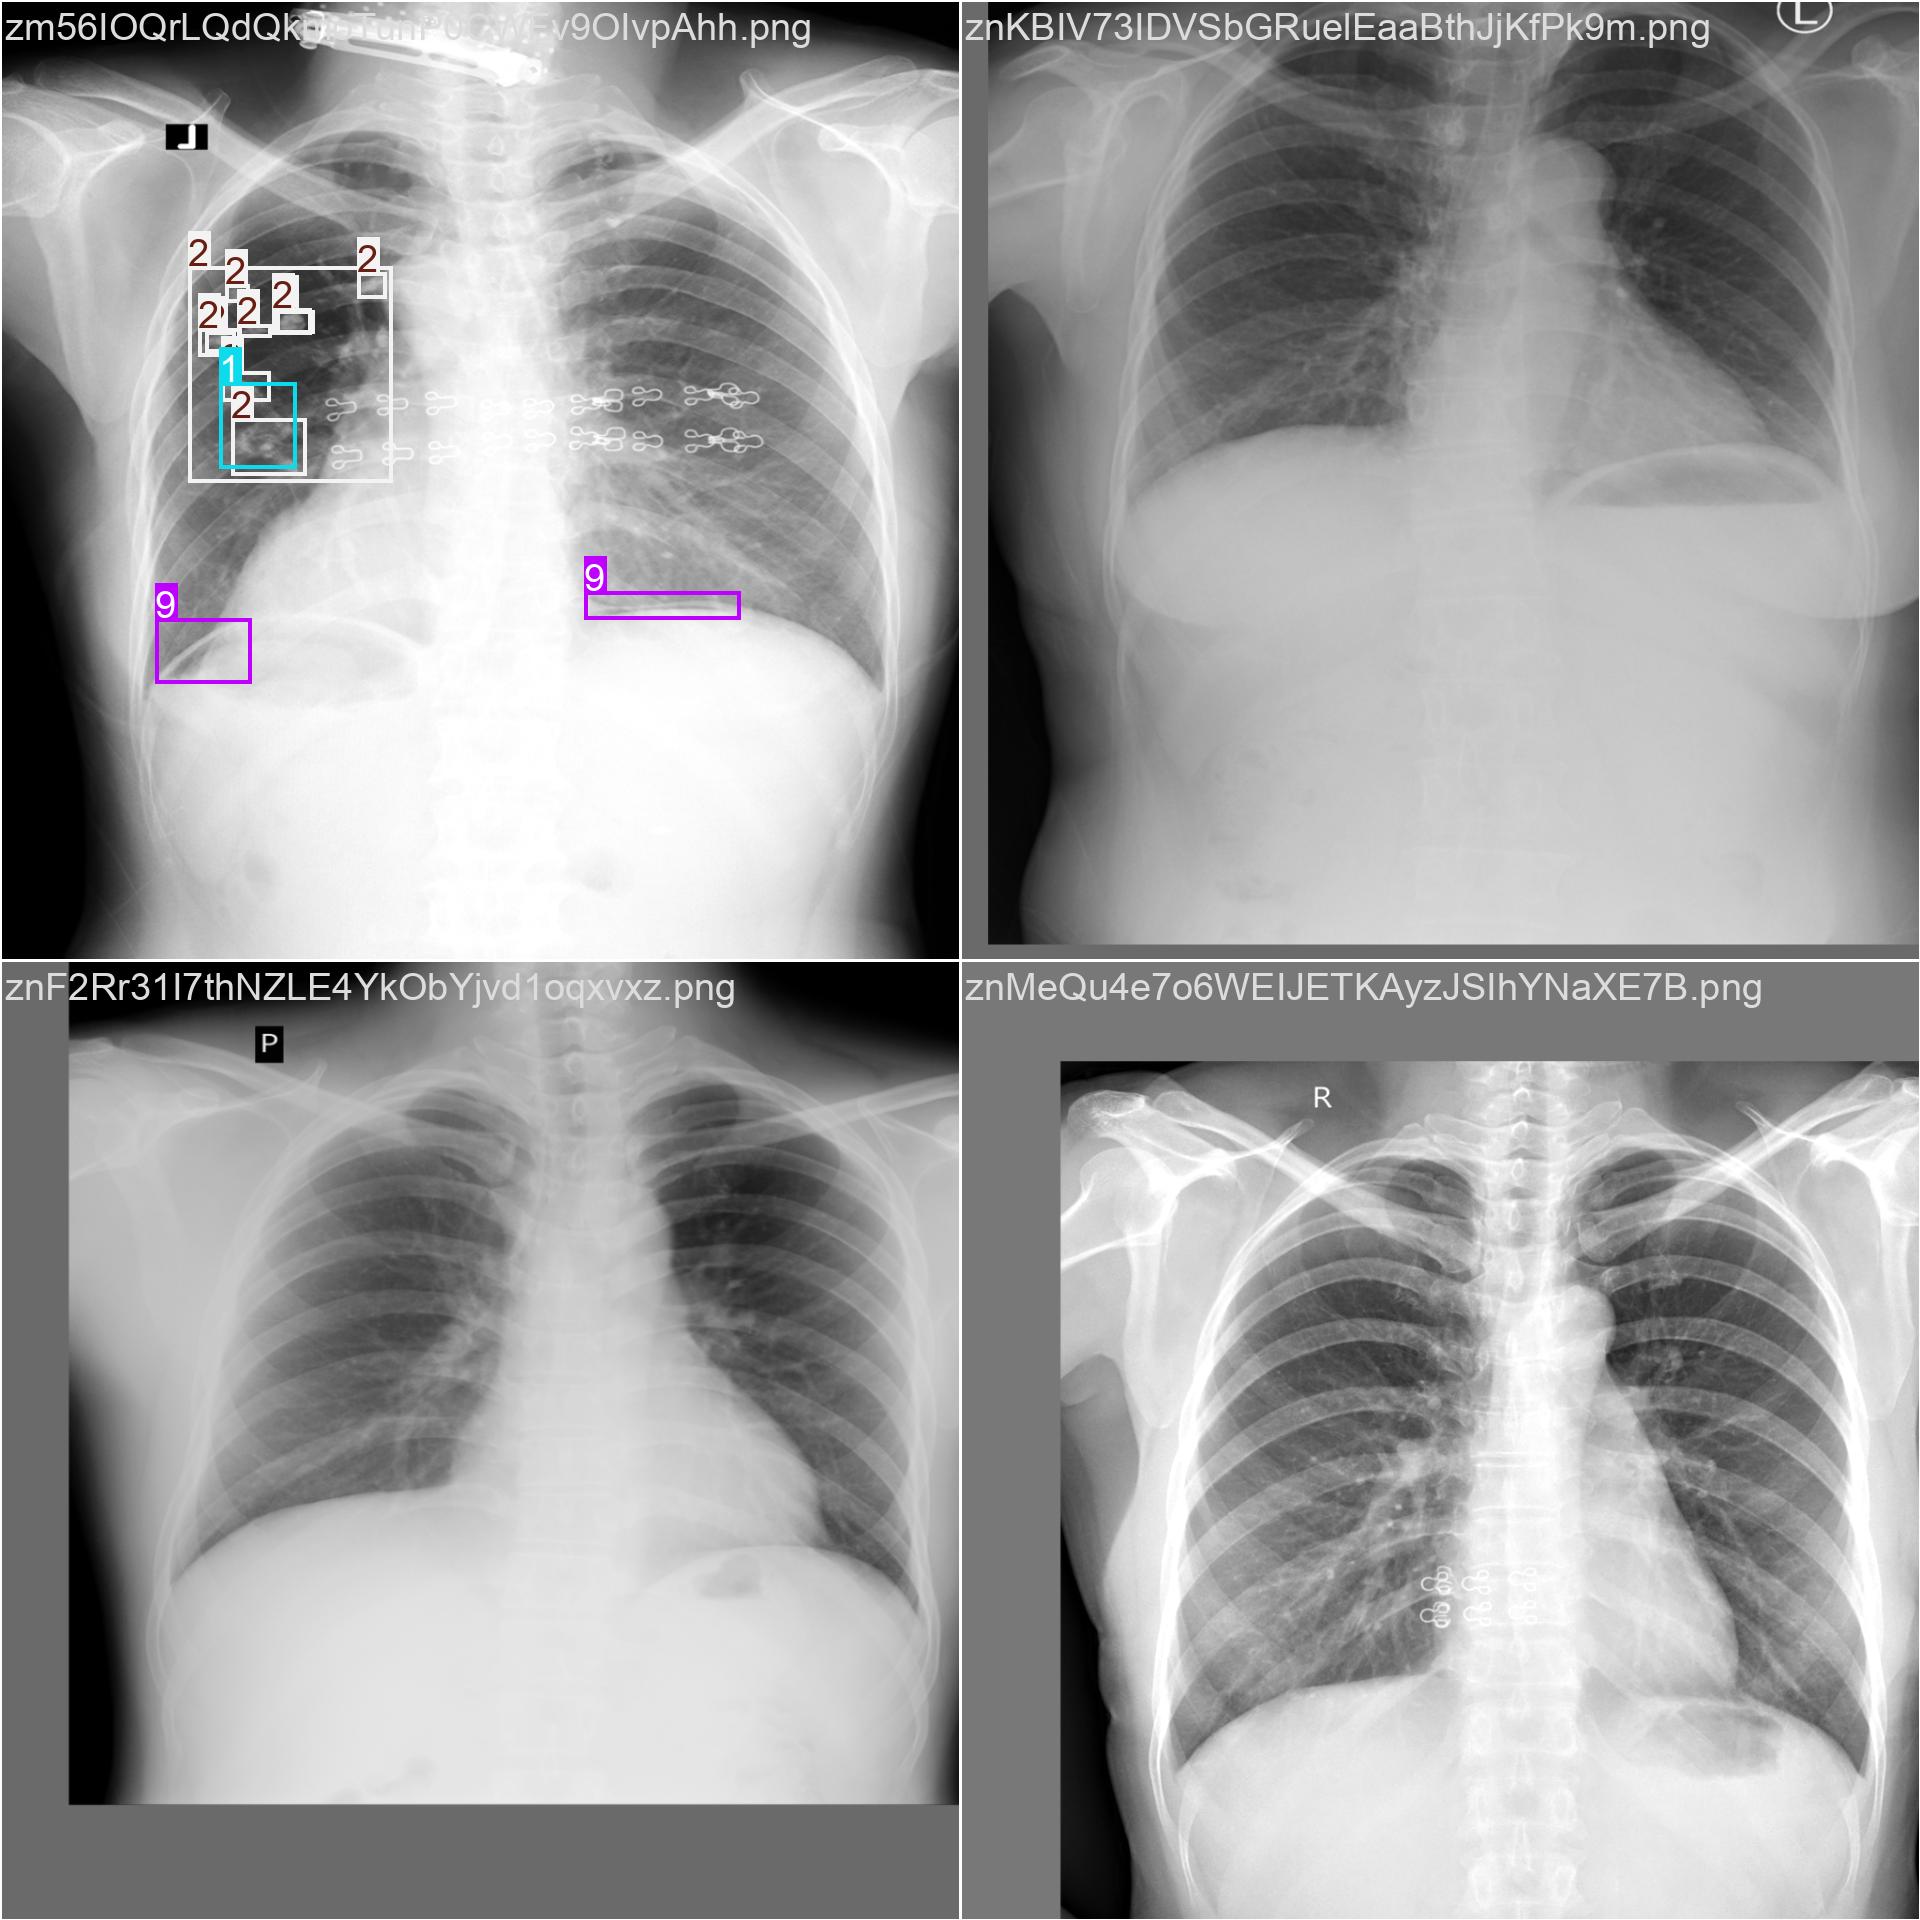 znKBIV73IDVSbGRuelEaaBthJjKfPk9m.png
L
2
2
2
2
2
2
1
2
9
9
znF2Rr31I7thNZLE4YkObYjvd1oqxvxz.png
P
znMeQu4e7o6WEIJETKAyzJSIhYNaXE7B.png
R